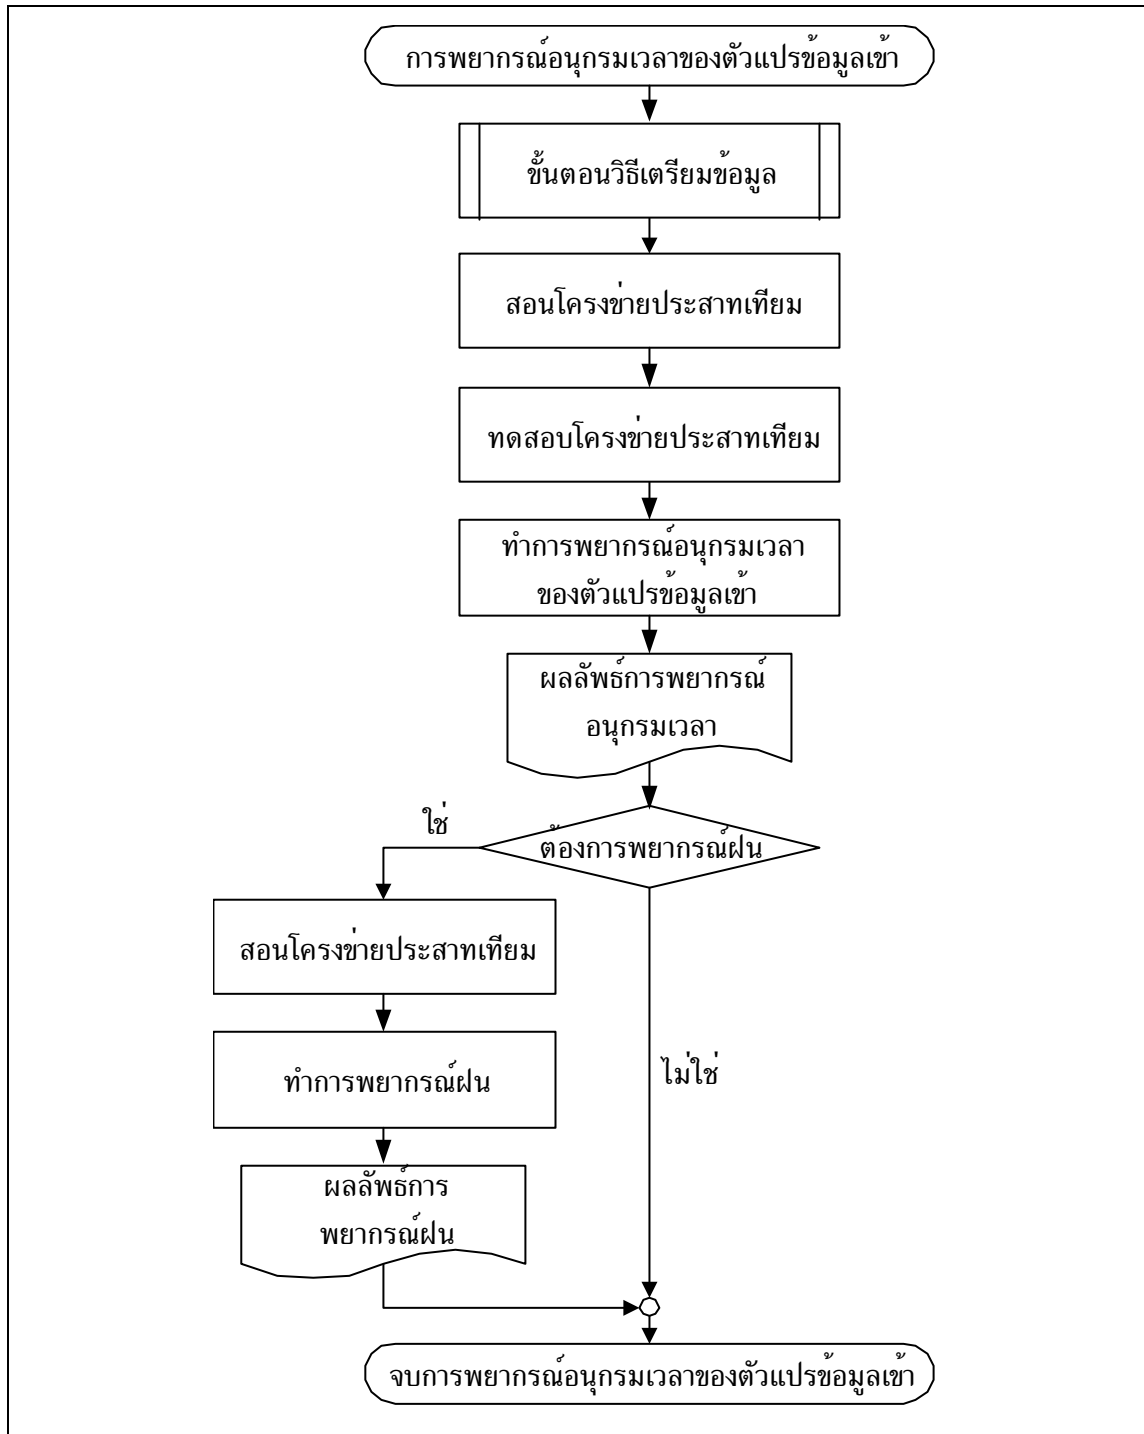 การพยากรณ์อนุกรมเวลาของตัวแปรข้อมูลเข้า
ขั้นตอนวิธีเตรียมข้อมูล
สอนโครงข่ายประสาทเทียม
ทดสอบโครงข่ายประสาทเทียม
ทำการพยากรณ์อนุกรมเวลา
ของตัวแปรข้อมูลเข้า
ผลลัพธ์การพยากรณ์
อนุกรมเวลา
ใช่
ต้องการพยากรณ์ฝน
สอนโครงข่ายประสาทเทียม
ทำการพยากรณ์ฝน
ไม่ใช่
ผลลัพธ์การ
พยากรณ์ฝน
จบการพยากรณ์อนุกรมเวลาของตัวแปรข้อมูลเข้า